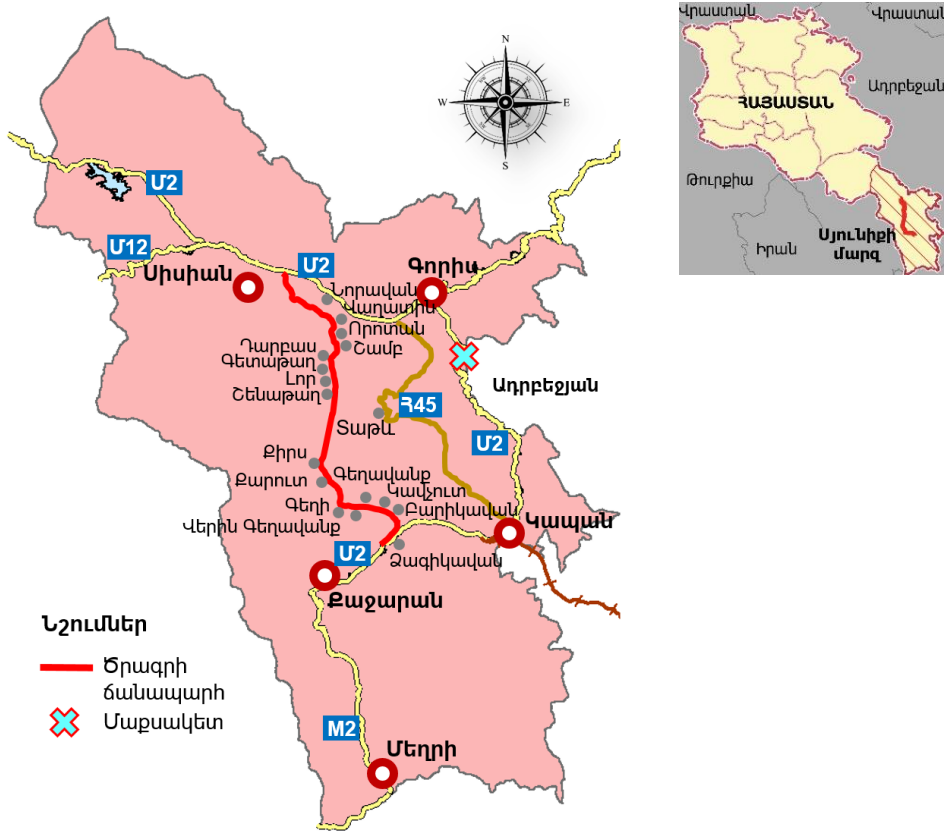 N
W
E
S
Մ2
Մ12
Սիսիան
Մ2
Գորիս
Նորավան
Վաղատին
Որոտան
Շամբ
Դարբաս
Գետաթաղ
Լոր
Շենաթաղ
Հ45
Տաթև
Ադրբեջյան
Մ2
Քիրս
Քարուտ
Գեղավանք
Կավչուտ
Գեղի
Բարիկավան
Վերին Գեղավանք
Կապան
Մ2
Ձագիկավան
Քաջարան
Նշումներ
Ծրագրի
ճանապարհ
Մաքսակետ
M2
Մեղրի
Վրաստան
Վրաստան
Ադրբեջան
ՀԱՅԱՍՏԱՆ
Թուրքիա
Սյունիքի
մարզ
Իրան